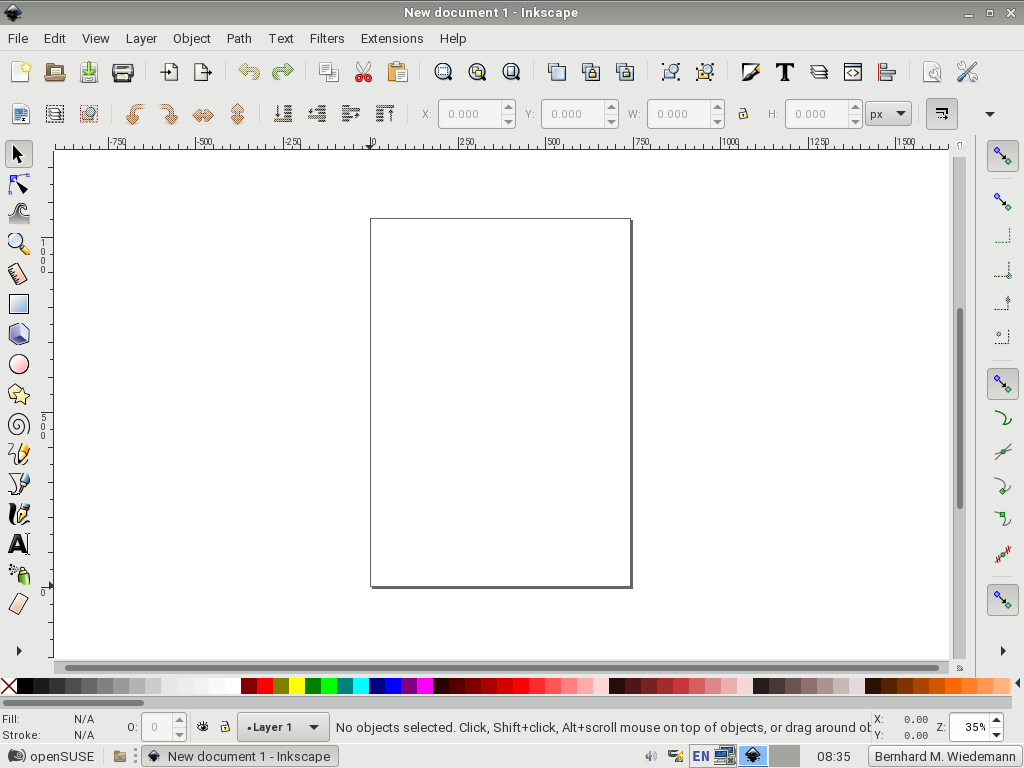 New document 1 - Inkscape
File Edit View Layer Object Path Text Filters Extensions Help
X: 0.000 Y: 0.000 W: 0.000 H: 0.000 px
-750 -500 -250 0 250 500 750 1000 1250 1500
1000
500
0
Fill: N/A
Stroke: N/A
O: 0
Layer 1
No objects selected. Click, Shift+click, Alt+scroll mouse on top of objects, or drag around ob
X: 0.00
Y: 0.00
Z: 35%
openSUSE
New document 1 - Inkscape
EN
08:35
Bernhard M. Wiedemann